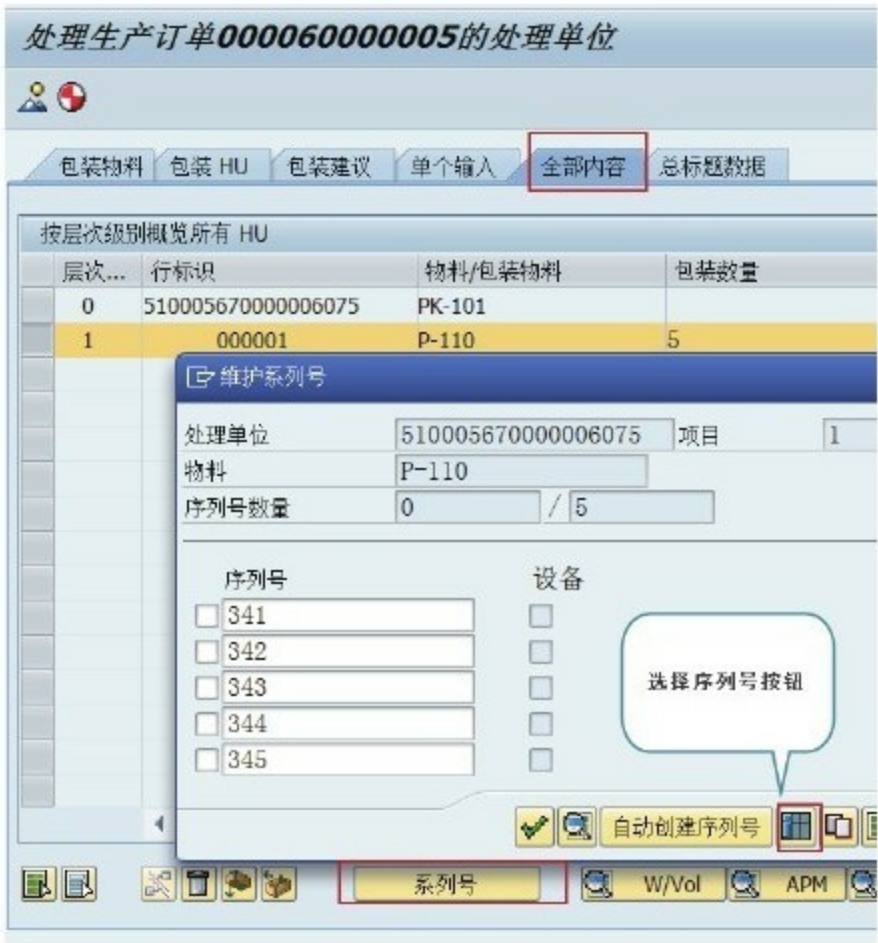 处理生产订单000060000005的处理单位
包装物料 包装 HU 包装建议 单个输入 全部内容 总标题数据
按层次级别概览所有 HU
层次... 行标识 物料/包装物料 包装数量
0 510005670000006075 PK-101
1 000001 P-110 5
维护系列号
处理单位 510005670000006075 项目 1
物料 P-110
序列号数量 0 / 5
序列号 设备
341
342
343
344
345
选择序列号按钮
自动创建序列号
系列号 W/Vol APM